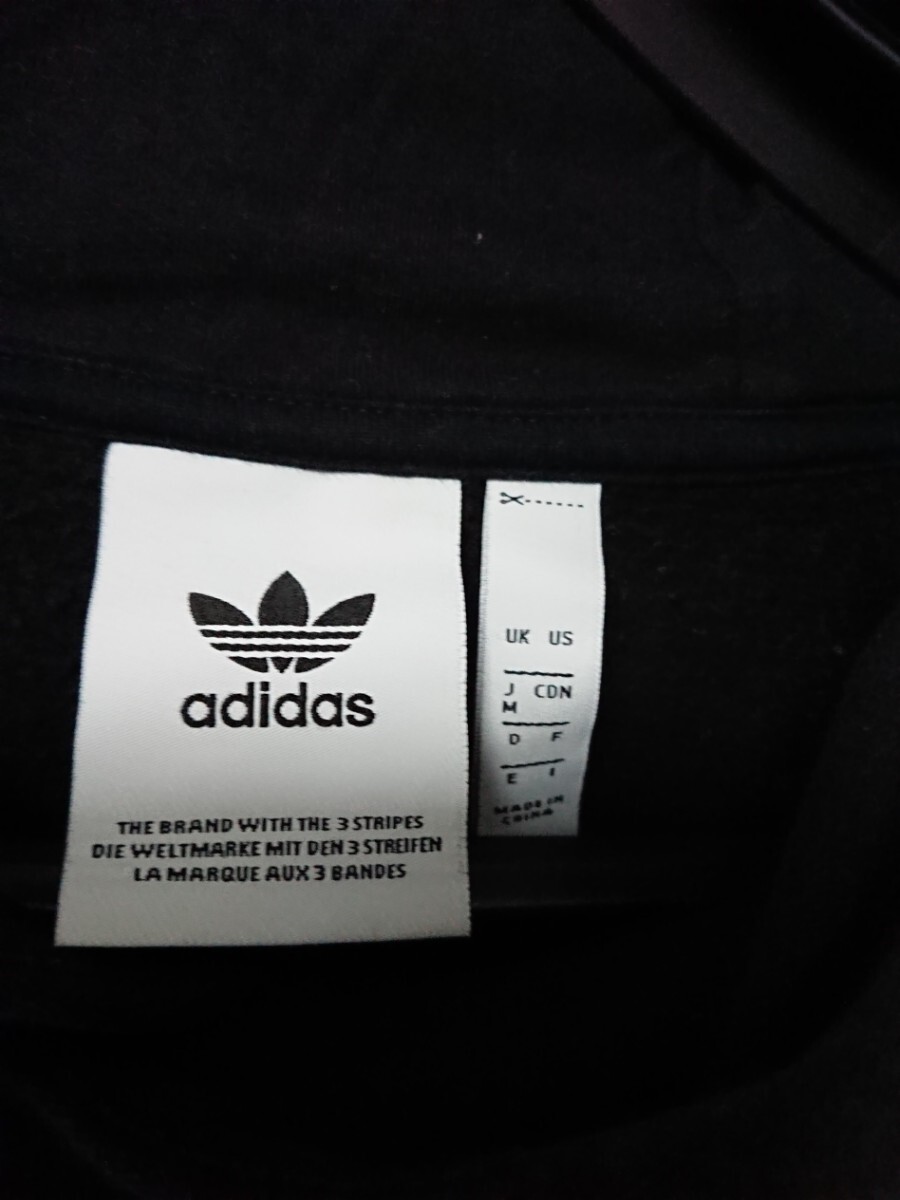 adidas
THE BRAND WITH THE 3 STRIPES
DIE WELTMARKE MIT DEN 3 STREIFEN
LA MARQUE AUX 3 BANDES
UK US
J CDN
M
D F
E I
MADE IN
CHINA